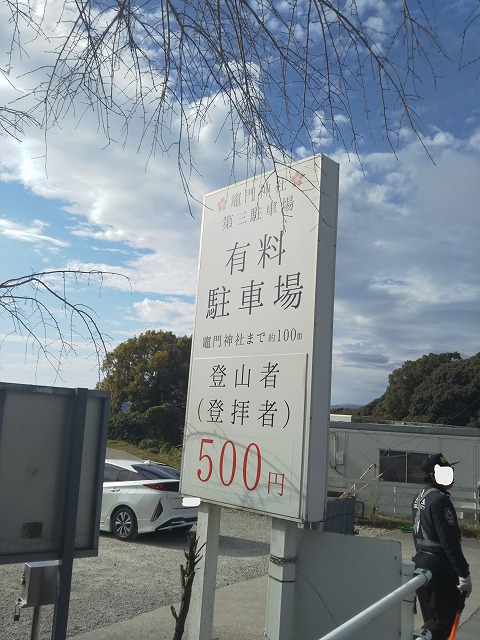 竈門神社
第三駐車場
有料
駐車場
竈門神社まで約100m
登山者
（登拝者）
500円